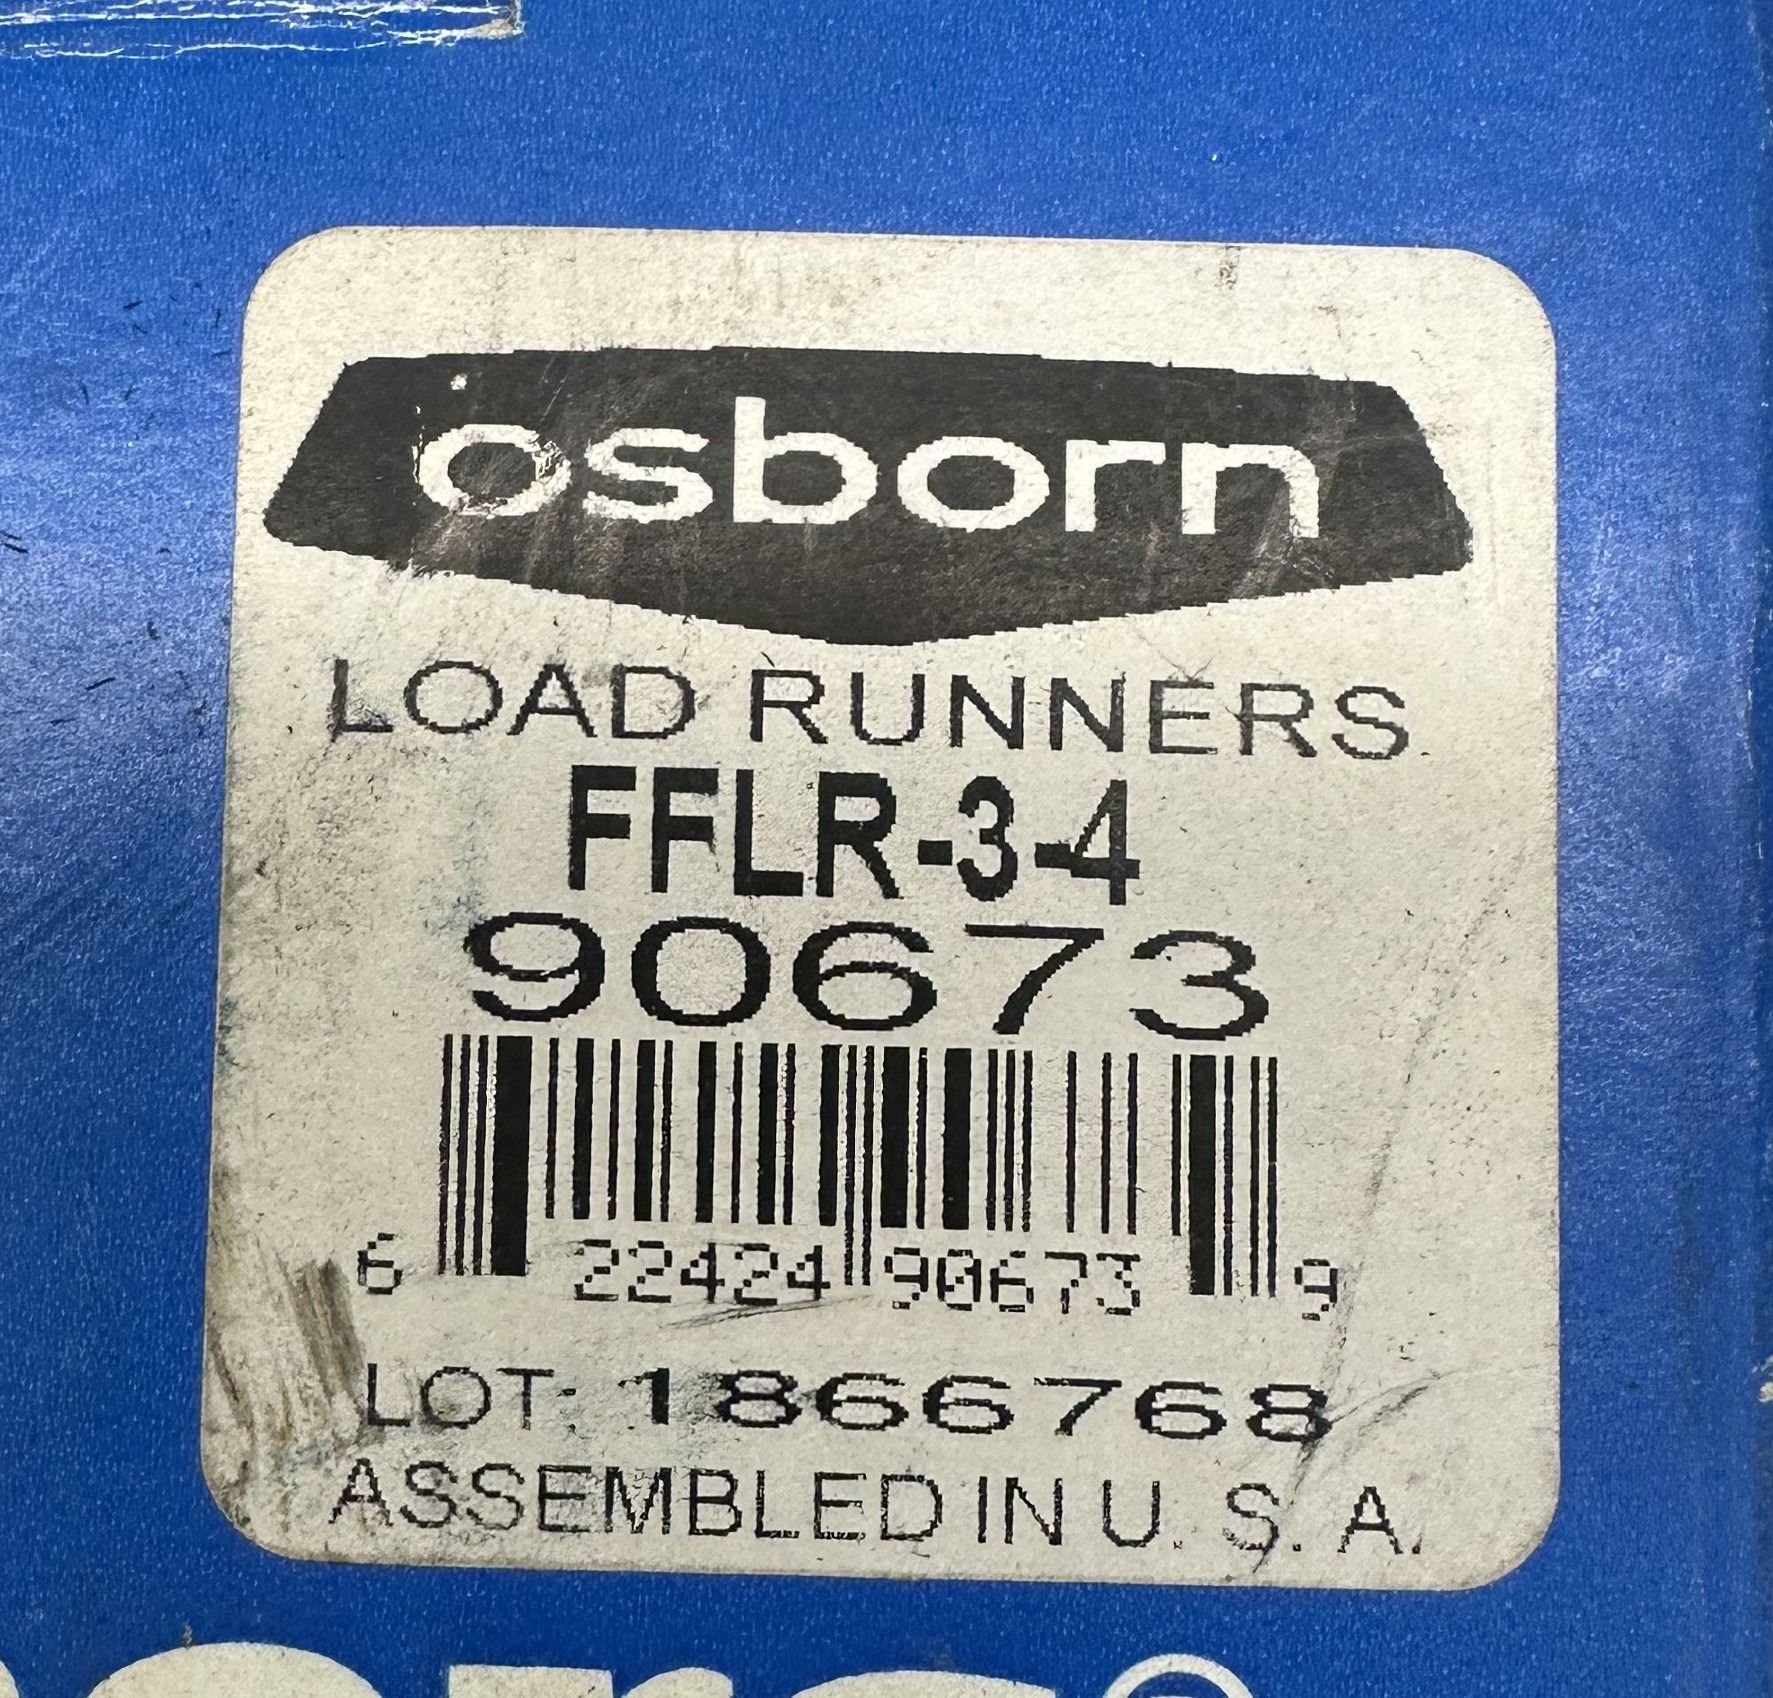 osborn
LOAD RUNNERS
FFLR-3-4
90673
6 22424 90673 9
LOT: 1866768
ASSEMBLED IN U. S. A.